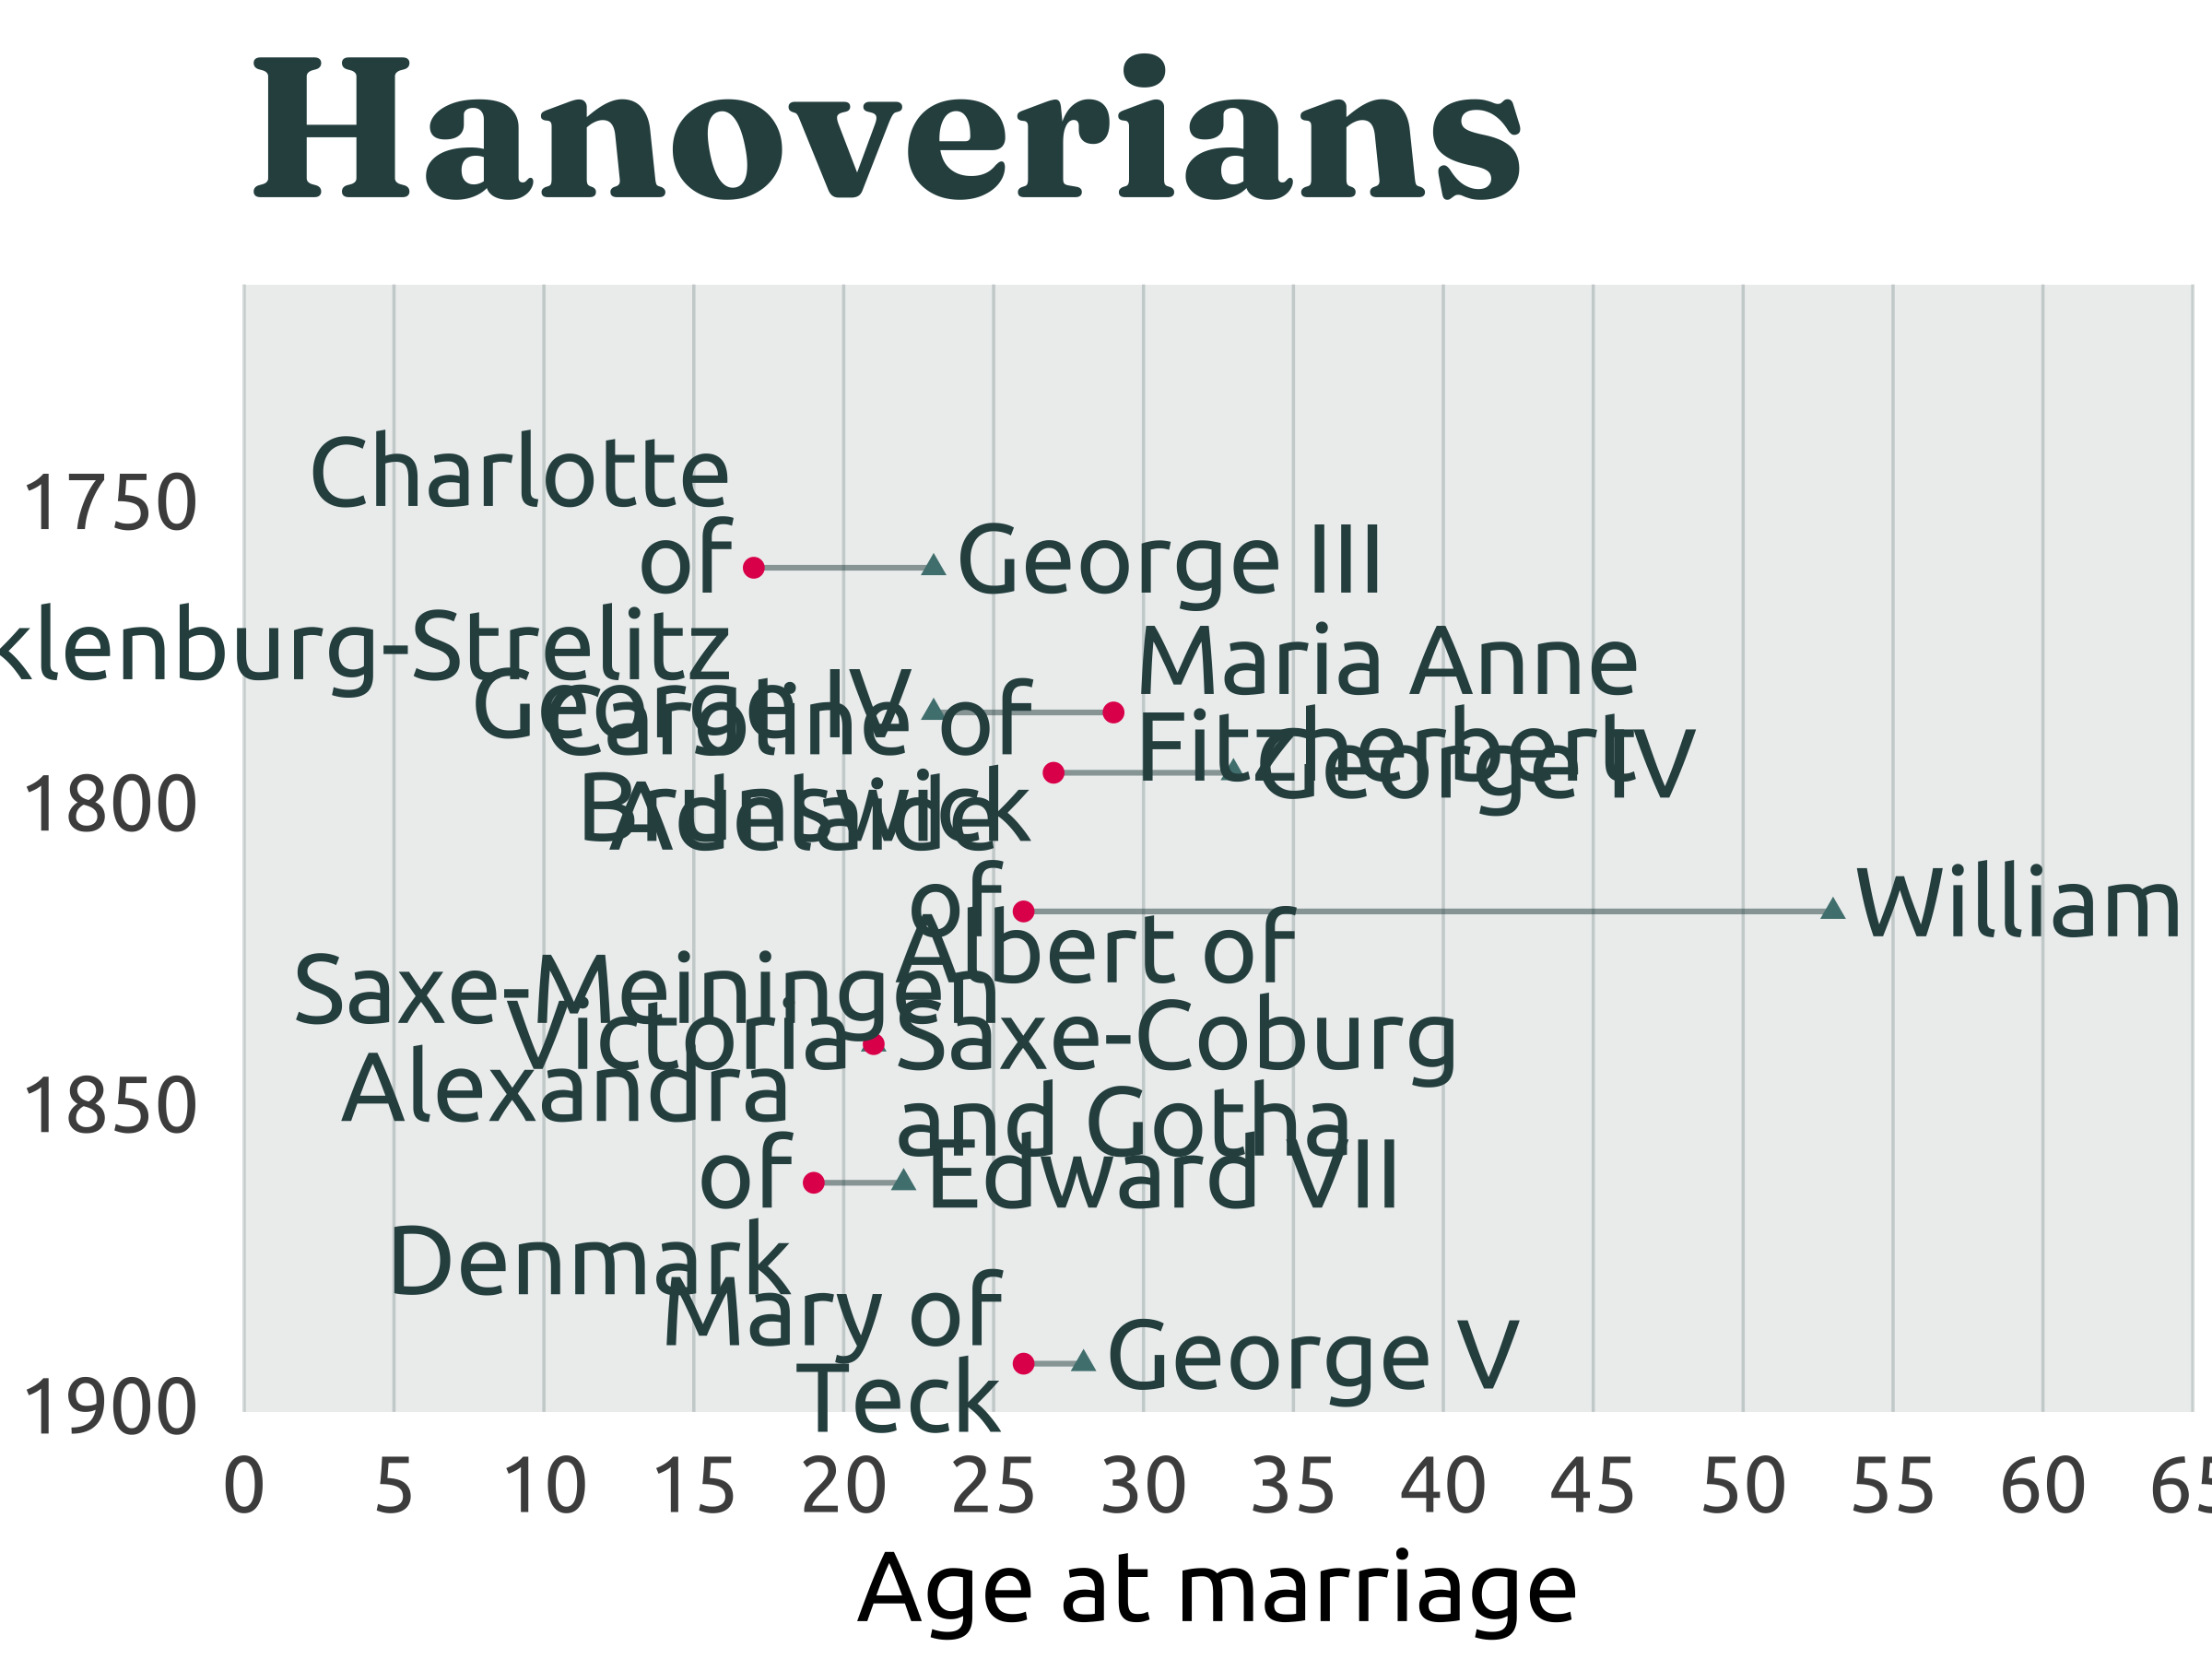 Hanoverians
1750
1800
1850
1900
Charlotte
of
klenburg-Strelitz
George III
Maria Anne
Fitzherbert
George IV
Caroline of
Brunswick
George IV
Adelaide
of
Saxe-Meiningen
William
Victoria
Albert of
Saxe-Coburg
and Gotha
Alexandra
of
Denmark
Edward VII
Mary of
Teck
George V
0 5 10 15 20 25 30 35 40 45 50 55 60 65
Age at marriage